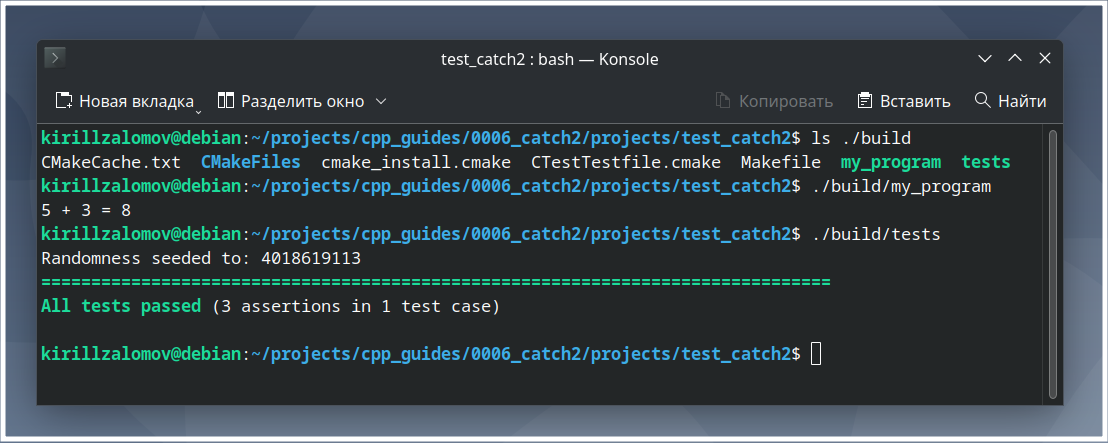 test_catch2 : bash — Konsole
Новая вкладка Разделить окно Копировать Вставить Найти
kirillzalomov@debian:~/projects/cpp_guides/0006_catch2/projects/test_catch2$ ls ./build
CMakeCache.txt CMakeFiles cmake_install.cmake CTestTestfile.cmake Makefile my_program tests
kirillzalomov@debian:~/projects/cpp_guides/0006_catch2/projects/test_catch2$ ./build/my_program
5 + 3 = 8
kirillzalomov@debian:~/projects/cpp_guides/0006_catch2/projects/test_catch2$ ./build/tests
Randomness seeded to: 4018619113
===============================================================================
All tests passed (3 assertions in 1 test case)
kirillzalomov@debian:~/projects/cpp_guides/0006_catch2/projects/test_catch2$